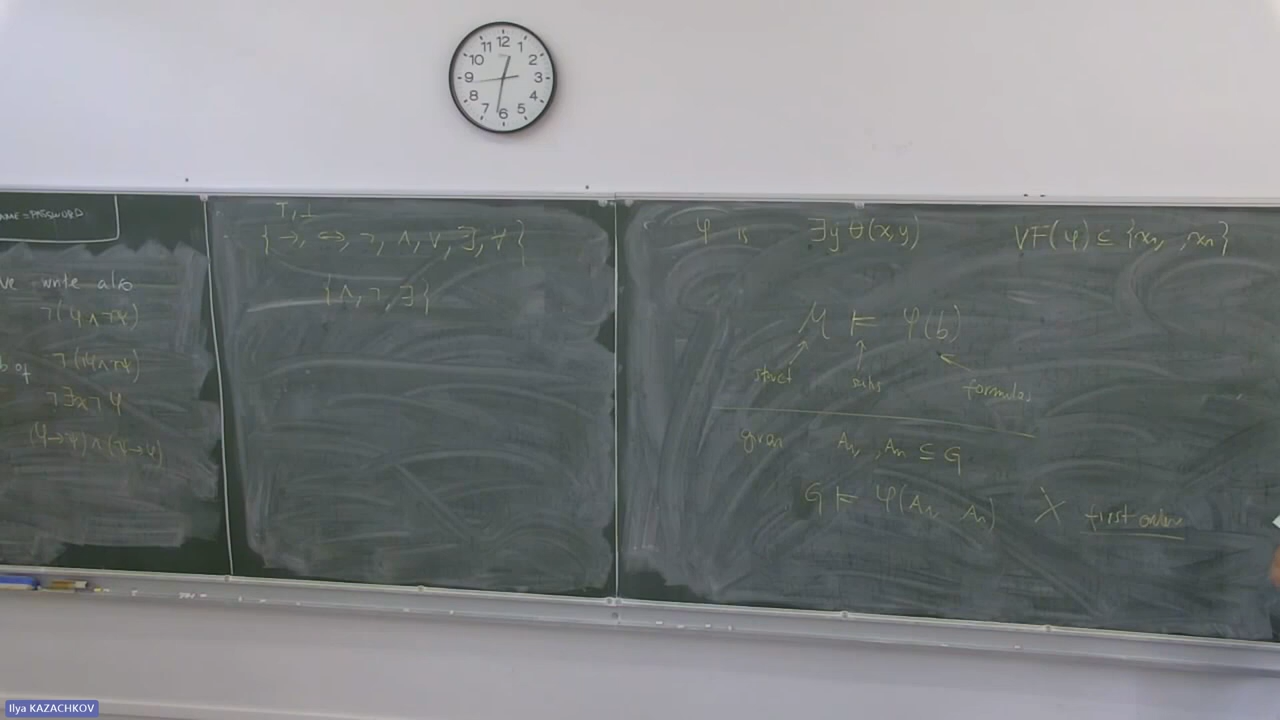 12
11 1
10 2
9 3
8 4
7 5
6
=PASSWORD
we write also
¬(φ∧¬ψ)
b of ¬(¬φ∧¬ψ)
¬∃x¬φ
(φ→ψ)∧(ψ→φ)
⊤,⊥
{→,↔,¬,∧,∨,∃,∀}
{∧,¬,∃}
φ is ∃y θ(x,y) VF(φ) ⊆ {x₁, ,xₙ}
M ⊨ φ(b)
struct formulas
given A₁, ,Aₙ ⊆ G
G ⊨ φ(A₁, Aₙ) X first order
Ilya KAZACHKOV